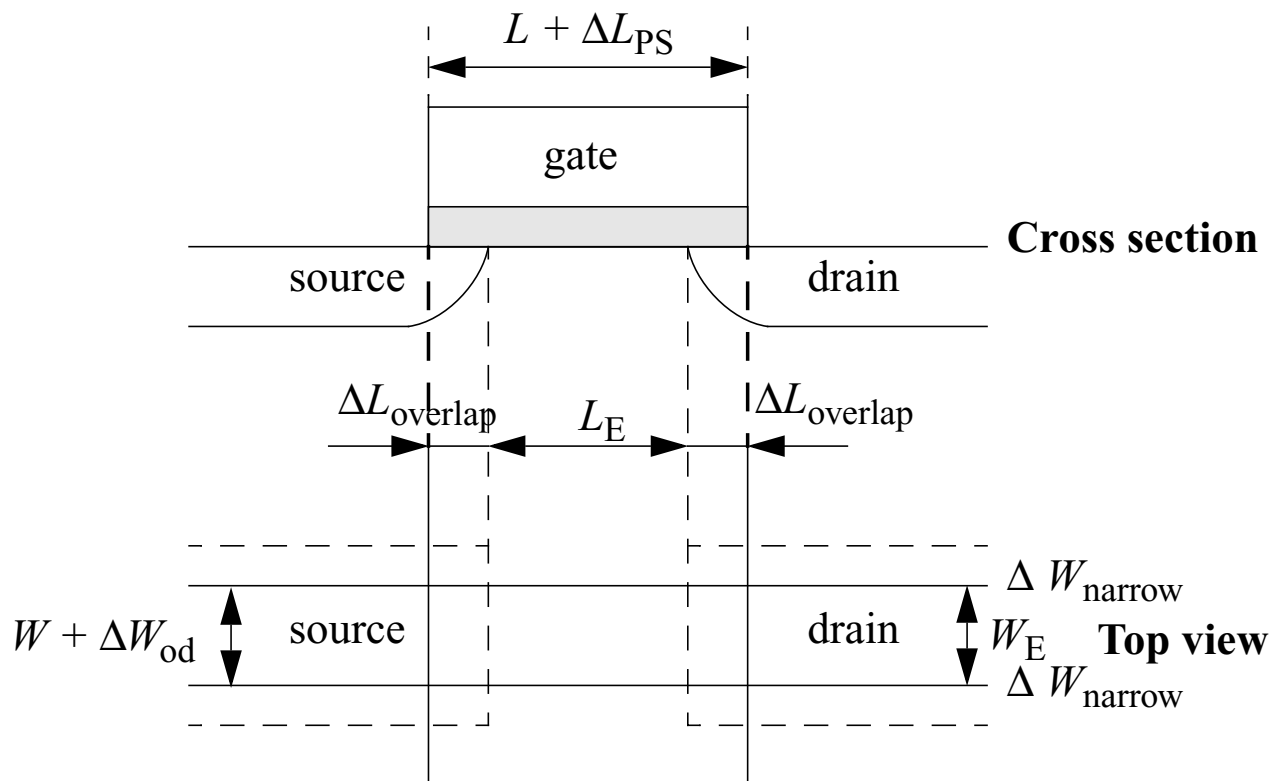 L + ΔL_PS
gate
Cross section
source
drain
ΔL_overlap
L_E
ΔL_overlap
Δ W_narrow
W + ΔW_od
source
drain
W_E
Top view
Δ W_narrow